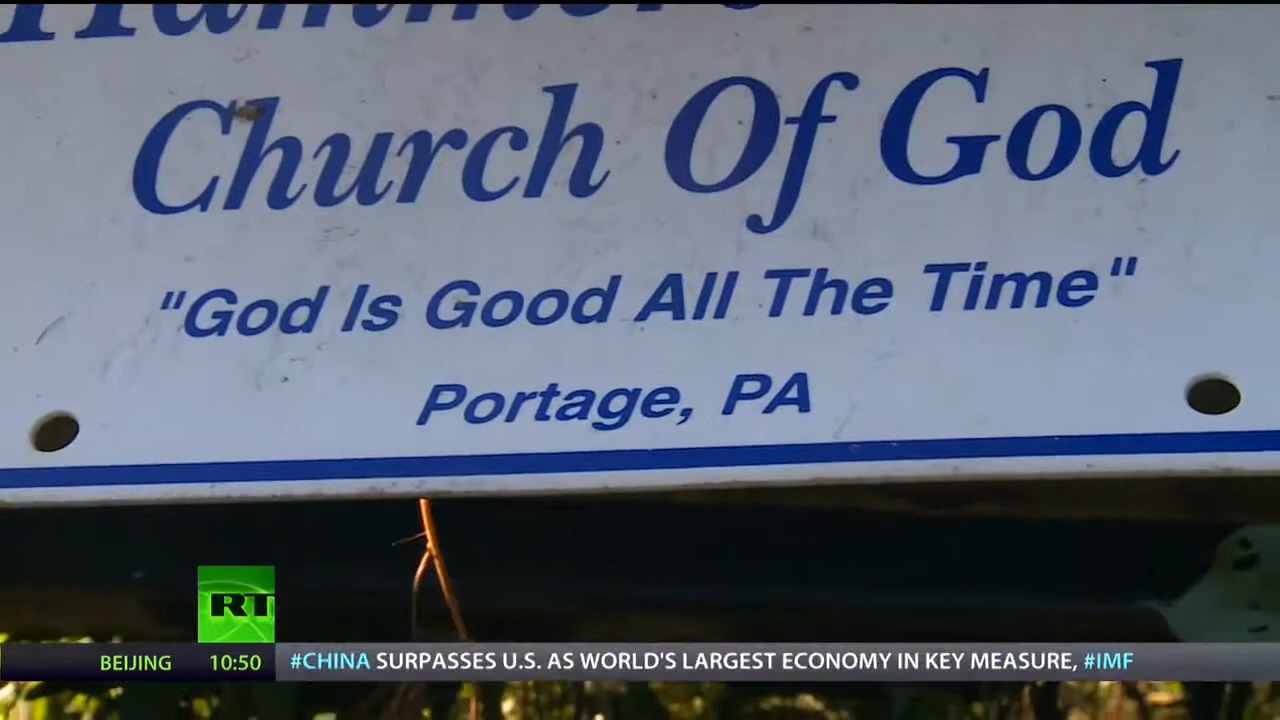 Church Of God
"God Is Good All The Time"
Portage, PA
RT
BEIJING 10:50 #CHINA SURPASSES U.S. AS WORLD'S LARGEST ECONOMY IN KEY MEASURE, #IMF